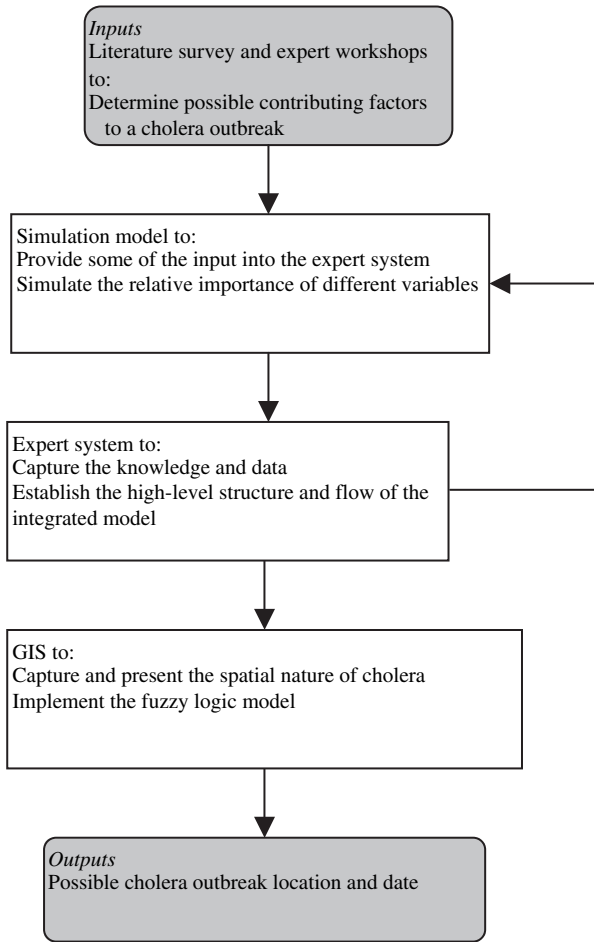 Inputs
Literature survey and expert workshops
to:
Determine possible contributing factors
to a cholera outbreak
Simulation model to:
Provide some of the input into the expert system
Simulate the relative importance of different variables
Expert system to:
Capture the knowledge and data
Establish the high-level structure and flow of the
integrated model
GIS to:
Capture and present the spatial nature of cholera
Implement the fuzzy logic model
Outputs
Possible cholera outbreak location and date